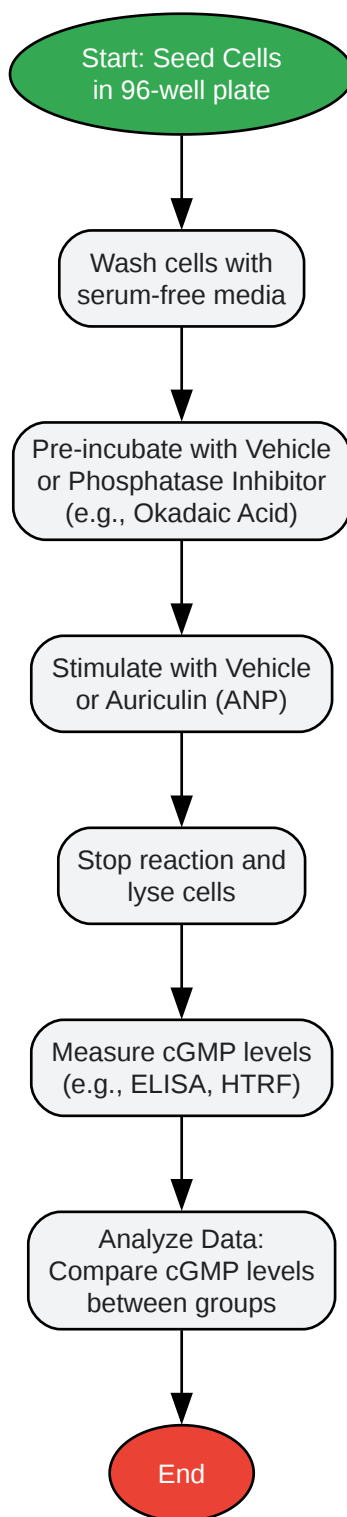 Start: Seed Cells
in 96-well plate
Wash cells with
serum-free media
Pre-incubate with Vehicle
or Phosphatase Inhibitor
(e.g., Okadaic Acid)
Stimulate with Vehicle
or Auriculin (ANP)
Stop reaction and
lyse cells
Measure cGMP levels
(e.g., ELISA, HTRF)
Analyze Data:
Compare cGMP levels
between groups
End